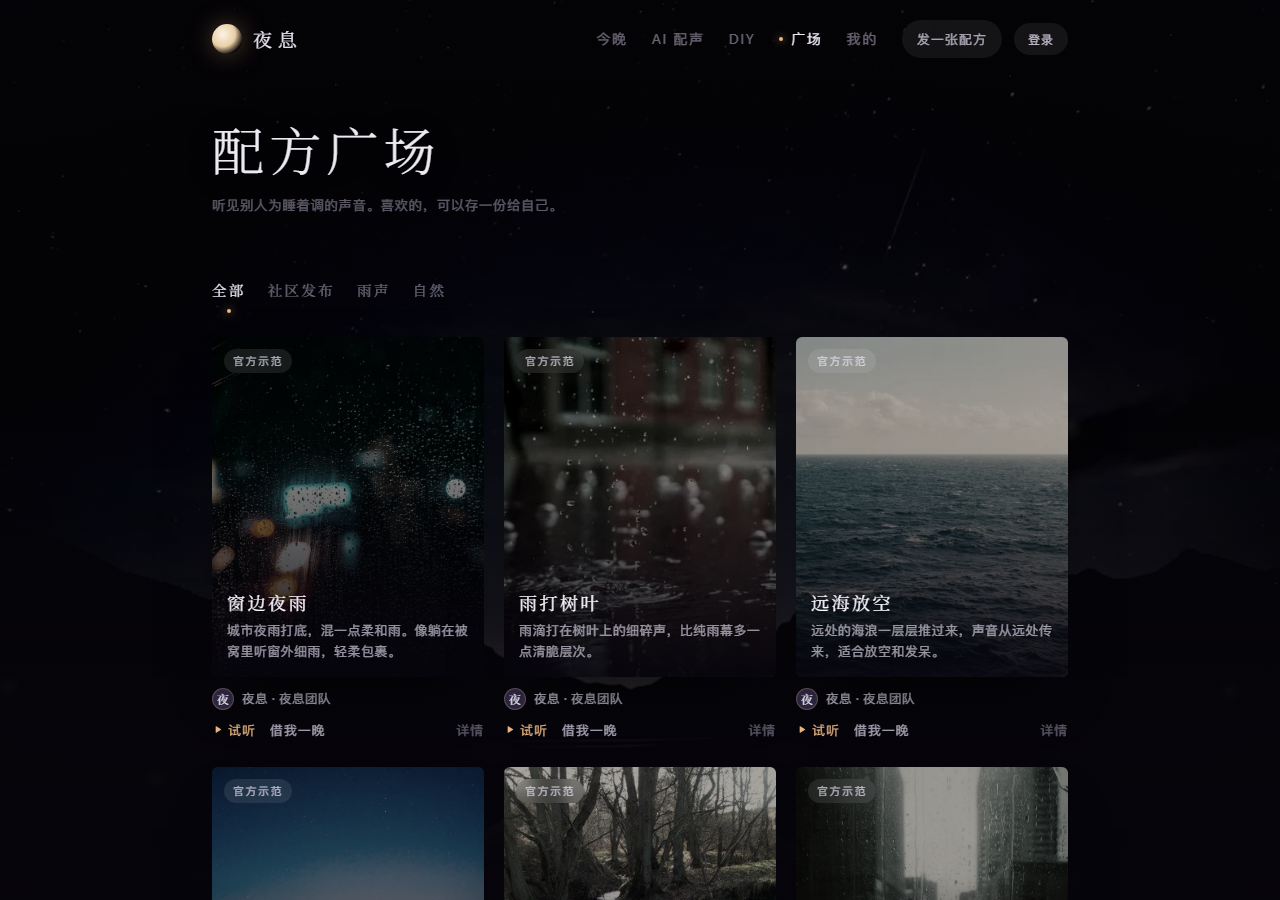 夜息
今晚
AI 配声
DIY
广场
我的
发一张配方
登录
配方广场
听见别人为睡着调的声音。喜欢的，可以存一份给自己。
全部
社区发布
雨声
自然
官方示范
窗边夜雨
城市夜雨打底，混一点柔和雨。像躺在被
窝里听窗外细雨，轻柔包裹。
夜
夜息 · 夜息团队
试听
借我一晚
详情
官方示范
雨打树叶
雨滴打在树叶上的细碎声，比纯雨幕多一
点清脆层次。
夜
夜息 · 夜息团队
试听
借我一晚
详情
官方示范
远海放空
远处的海浪一层层推过来，声音从远处传
来，适合放空和发呆。
夜
夜息 · 夜息团队
试听
借我一晚
详情
官方示范
官方示范
官方示范